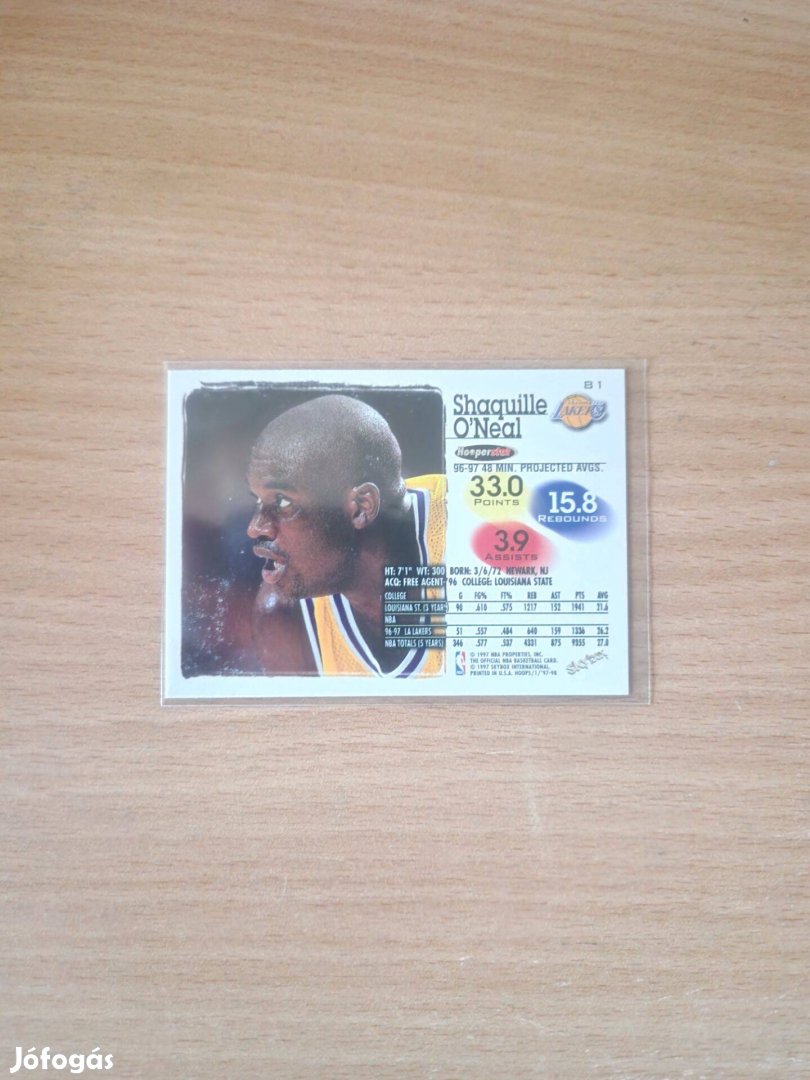 81
Shaquille
O'Neal
LAKERS
Hooperstats
96-97 48 MIN. PROJECTED AVGS.
33.0
POINTS
15.8
REBOUNDS
3.9
ASSISTS
HT: 7'1" WT: 300 BORN: 3/6/72 NEWARK, NJ
ACQ: FREE AGENT-'96 COLLEGE: LOUISIANA STATE
COLLEGE G FG% FT% REB AST PTS AVG
LOUISIANA ST. (3 YEARS) 90 .610 .575 1217 152 1941 21.6
NBA
96-97 LA LAKERS 51 .557 .484 640 159 1336 26.2
NBA TOTALS (5 YEARS) 346 .577 .537 4331 875 9355 27.0
© 1997 NBA PROPERTIES, INC.
THE OFFICIAL NBA BASKETBALL CARD.
© 1997 SKYBOX INTERNATIONAL.
PRINTED IN U.S.A. HOOPS/1/'97-98
SkyBox
Jófogás